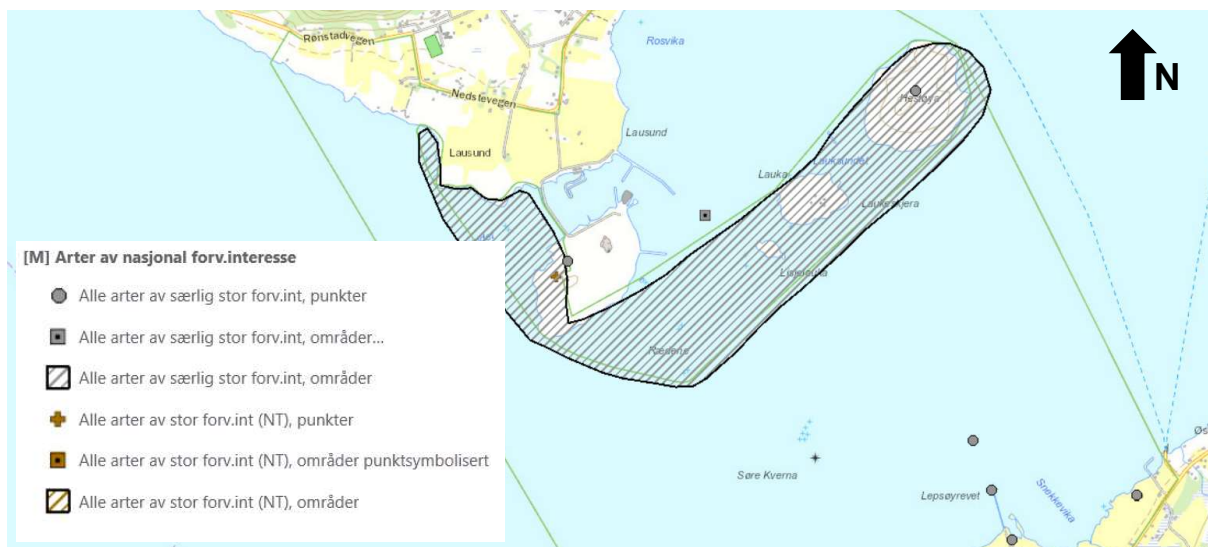 Rønstadvegen
Rosvika
N
Nedstevegen
Hestøya
Lausund
Lausund
Lauksundet
Lauka
Laukeskjera
[M] Arter av nasjonal forv.interesse
Alle arter av særlig stor forv.int, punkter
Alle arter av særlig stor forv.int, områder...
Alle arter av særlig stor forv.int, områder
Alle arter av stor forv.int (NT), punkter
Alle arter av stor forv.int (NT), områder punktsymbolisert
Alle arter av stor forv.int (NT), områder
Søre Kverna
Lepsøyrevet
Snekkevika
Øs